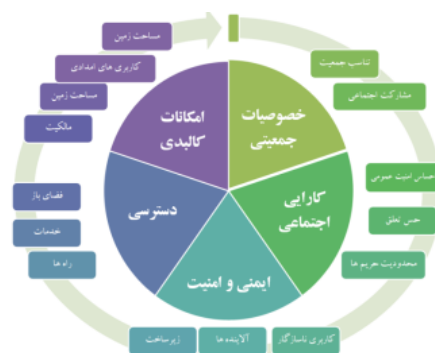 خصوصیات
جمعیتی
کارایی
اجتماعی
ایمنی و امنیت
دسترسی
امکانات
کالبدی
تناسب جمعیت
مشارکت اجتماعی
حساس امنیت عمومی
حس تعلق
محدودیت حریم ها
کاربری ناسازگار
آلاینده ها
زیرساخت
راه ها
خدمات
فضای باز
مالکیت
مساحت زمین
کاربری های امدادی
مساحت زمین